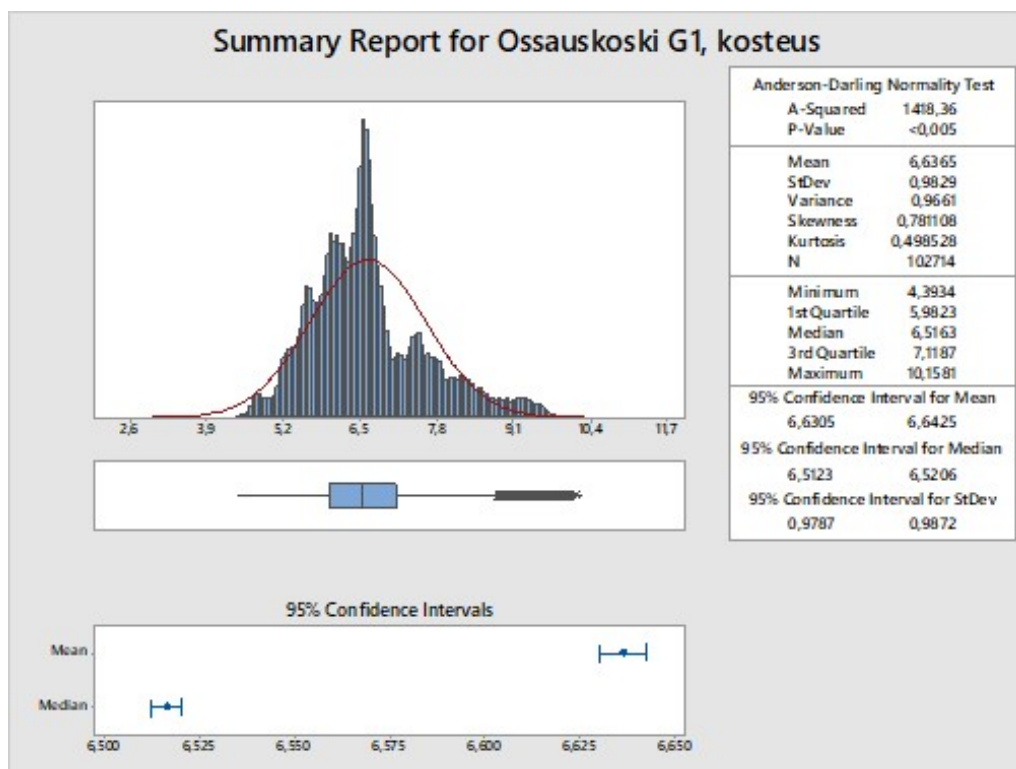 Summary Report for Ossauskoski G1, kosteus
Anderson-Darling Normality Test
A-Squared 1418,36
P-Value <0,005
Mean 6,6365
StDev 0,9829
Variance 0,9661
Skewness 0,781108
Kurtosis 0,498528
N 102714
Minimum 4,3934
1st Quartile 5,9823
Median 6,5163
3rd Quartile 7,1187
Maximum 10,1581
95% Confidence Interval for Mean
6,6305 6,6425
95% Confidence Interval for Median
6,5123 6,5206
95% Confidence Interval for StDev
0,9787 0,9872
2,6 3,9 5,2 6,5 7,8 9,1 10,4 11,7
95% Confidence Intervals
Mean
Median
6,500 6,525 6,550 6,575 6,600 6,625 6,650